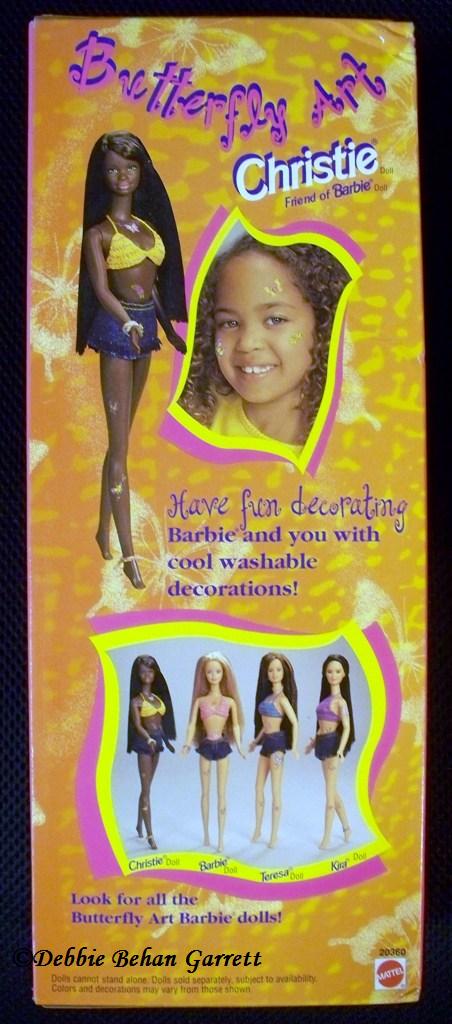 Butterfly Art
Christie® Doll
Friend of Barbie® Doll
Have fun decorating
Barbie® and you with
cool washable
decorations!
Christie® Doll
Barbie® Doll
Teresa® Doll
Kira® Doll
Look for all the
Butterfly Art Barbie dolls!
©Debbie Behan Garrett
20360
Dolls cannot stand alone. Dolls sold separately, subject to availability.
Colors and decorations may vary from those shown.
MATTEL